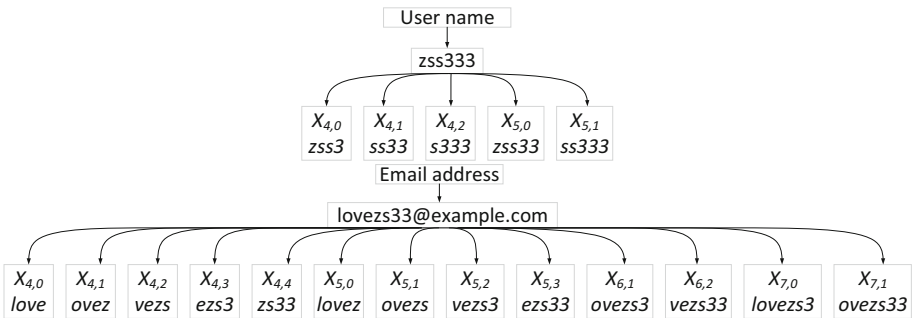 User name
zss333
X4,0 X4,1 X4,2 X5,0 X5,1
zss3 ss33 s333 zss33 ss333
Email address
lovezs33@example.com
X4,0 X4,1 X4,2 X4,3 X4,4 X5,0 X5,1 X5,2 X5,3 X6,1 X6,2 X7,0 X7,1
love ovez vezs ezs3 zs33 lovez ovezs vezs3 ezs33 ovezs3 vezs33 lovezs3 ovezs33